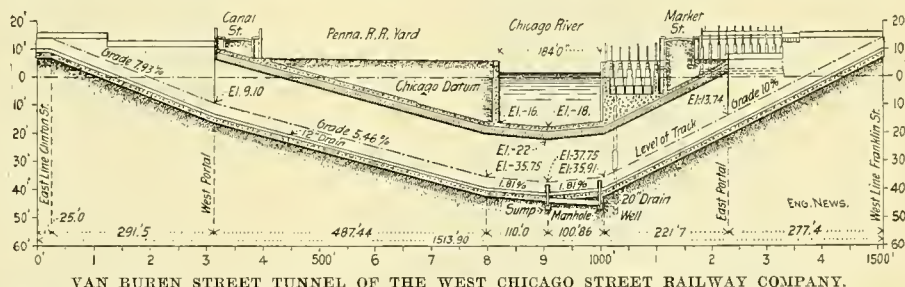 Canal St.
Penna. R.R. Yard
Chicago River
184'0"
Market St.
20'
10
0
10
20
30
40
50'
60'
20'
10
0
10
20
30
40
50
60
Grade 7.93%
El. 9.10
Chicago Datum
El.-16.
El.-18.
El:13.74
Grade 10%
Grade 5.46%
12" Drain
El.-22
El.-35.75
El:37.75
El:35.91
Level of Track
1.81%
1.81%
East Line Clinton St.
West Portal
Sump
Manhole
20" Drain
Well
East Portal
West Line Franklin St.
ENG. NEWS.
25'.0
291.'5
487.'44
110.'0
100.'86
221.'7
277.'4
1513.'90
0'
1
2
3
4
500'
6
7
8
9
1000'
1
2
3
4
1500'
VAN BUREN STREET TUNNEL OF THE WEST CHICAGO STREET RAILWAY COMPANY.